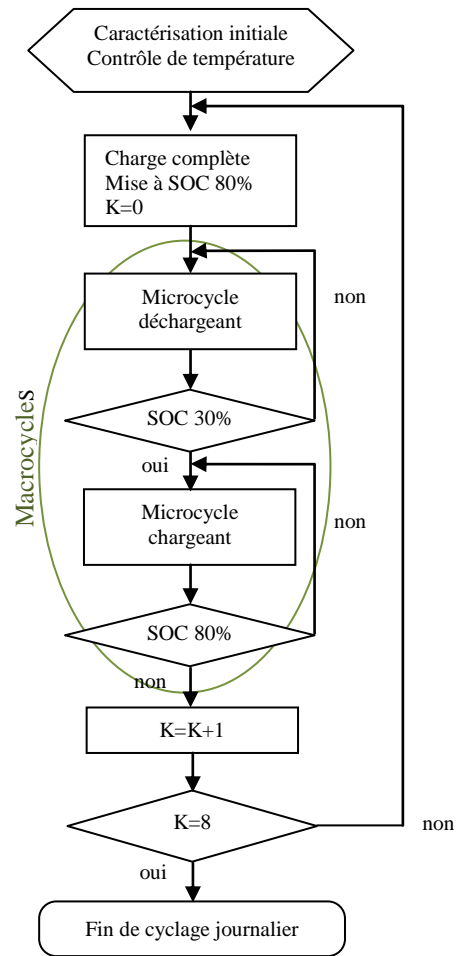 Caractérisation initiale
Contrôle de température
Charge complète
Mise à SOC 80%
K=0
Microcycle
déchargeant
non
SOC 30%
oui
Macrocycles
Microcycle
chargeant
non
SOC 80%
non
K=K+1
K=8
non
oui
Fin de cyclage journalier